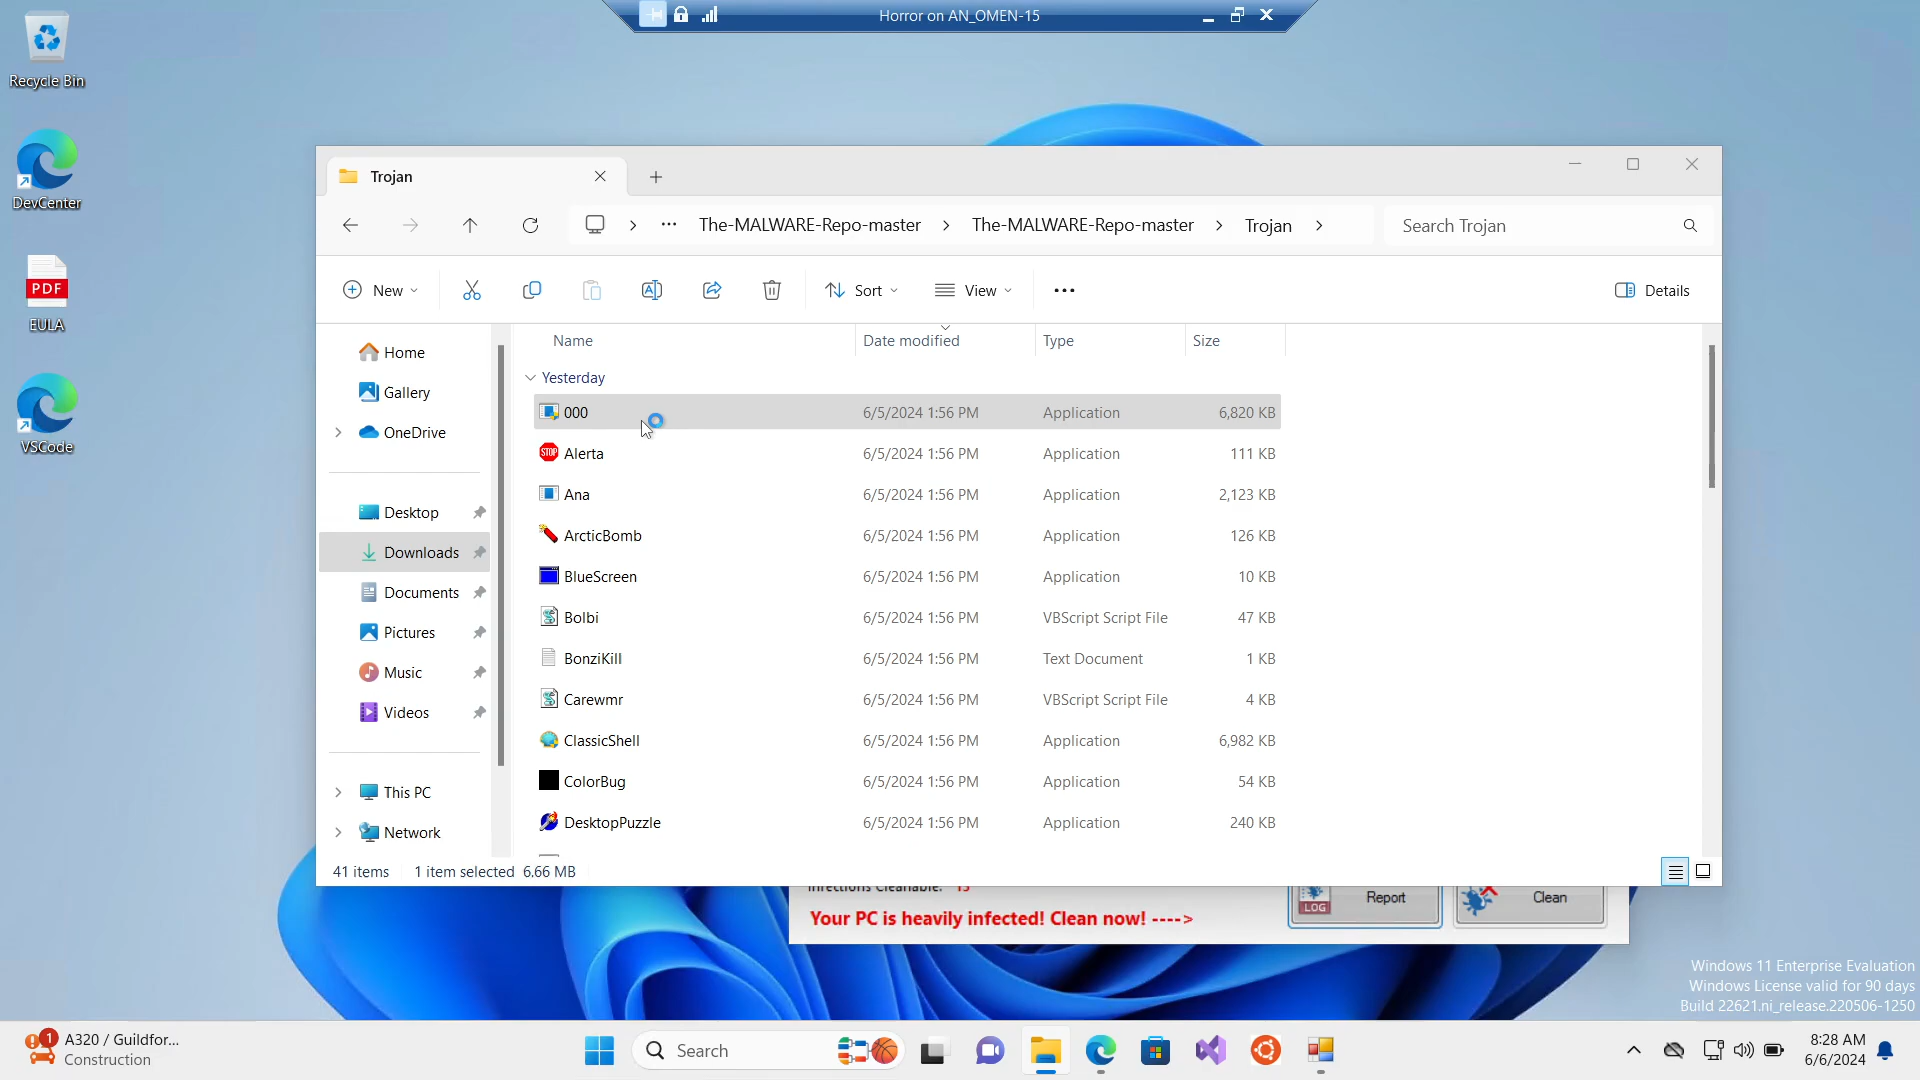 Horror on AN_OMEN-15
Recycle Bin
DevCenter
PDF
EULA
VSCode
Trojan
The-MALWARE-Repo-master
The-MALWARE-Repo-master
Trojan
Search Trojan
New
Sort
View
Details
Home
Gallery
OneDrive
Desktop
Downloads
Documents
Pictures
Music
Videos
This PC
Network
Name Date modified Type Size
Yesterday
000 6/5/2024 1:56 PM Application 6,820 KB
STOP Alerta 6/5/2024 1:56 PM Application 111 KB
Ana 6/5/2024 1:56 PM Application 2,123 KB
ArcticBomb 6/5/2024 1:56 PM Application 126 KB
BlueScreen 6/5/2024 1:56 PM Application 10 KB
Bolbi 6/5/2024 1:56 PM VBScript Script File 47 KB
BonziKill 6/5/2024 1:56 PM Text Document 1 KB
Carewmr 6/5/2024 1:56 PM VBScript Script File 4 KB
ClassicShell 6/5/2024 1:56 PM Application 6,982 KB
ColorBug 6/5/2024 1:56 PM Application 54 KB
DesktopPuzzle 6/5/2024 1:56 PM Application 240 KB
41 items 1 item selected 6.66 MB
Infections Cleanable: 15
Your PC is heavily infected! Clean now! ---->
LOG
Report
Clean
Windows 11 Enterprise Evaluation
Windows License valid for 90 days
Build 22621.ni_release.220506-1250
1
A320 / Guildfor...
Construction
Search
8:28 AM
6/6/2024